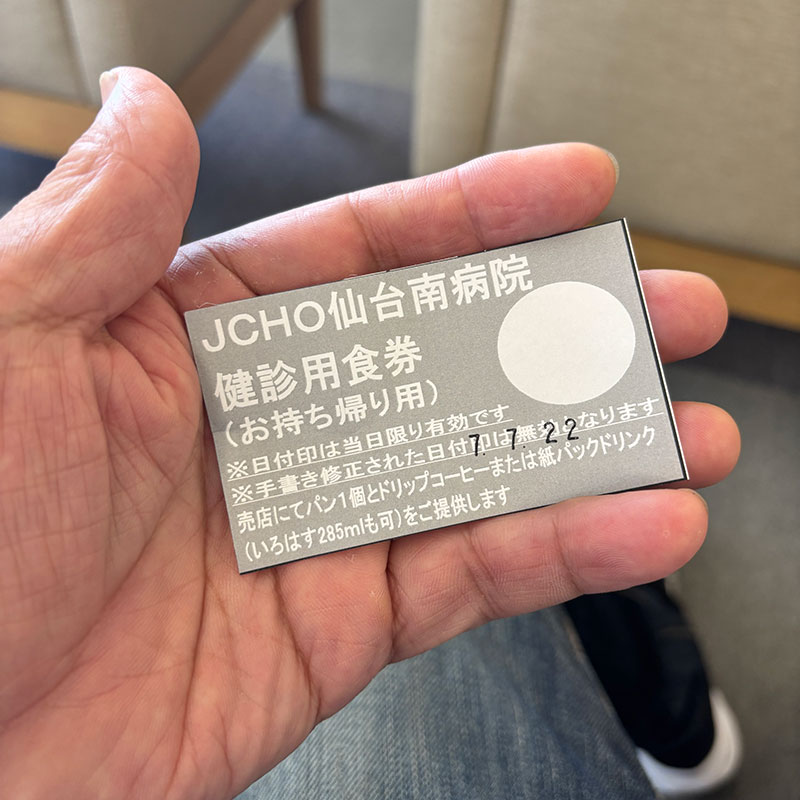 JCHO仙台南病院
健診用食券
(お持ち帰り用)
※日付印は当日限り有効です
※手書き修正された日付印は無効となります
7. 7. 22
売店にてパン1個とドリップコーヒーまたは紙パックドリンク
(いろはす285mlも可)をご提供します